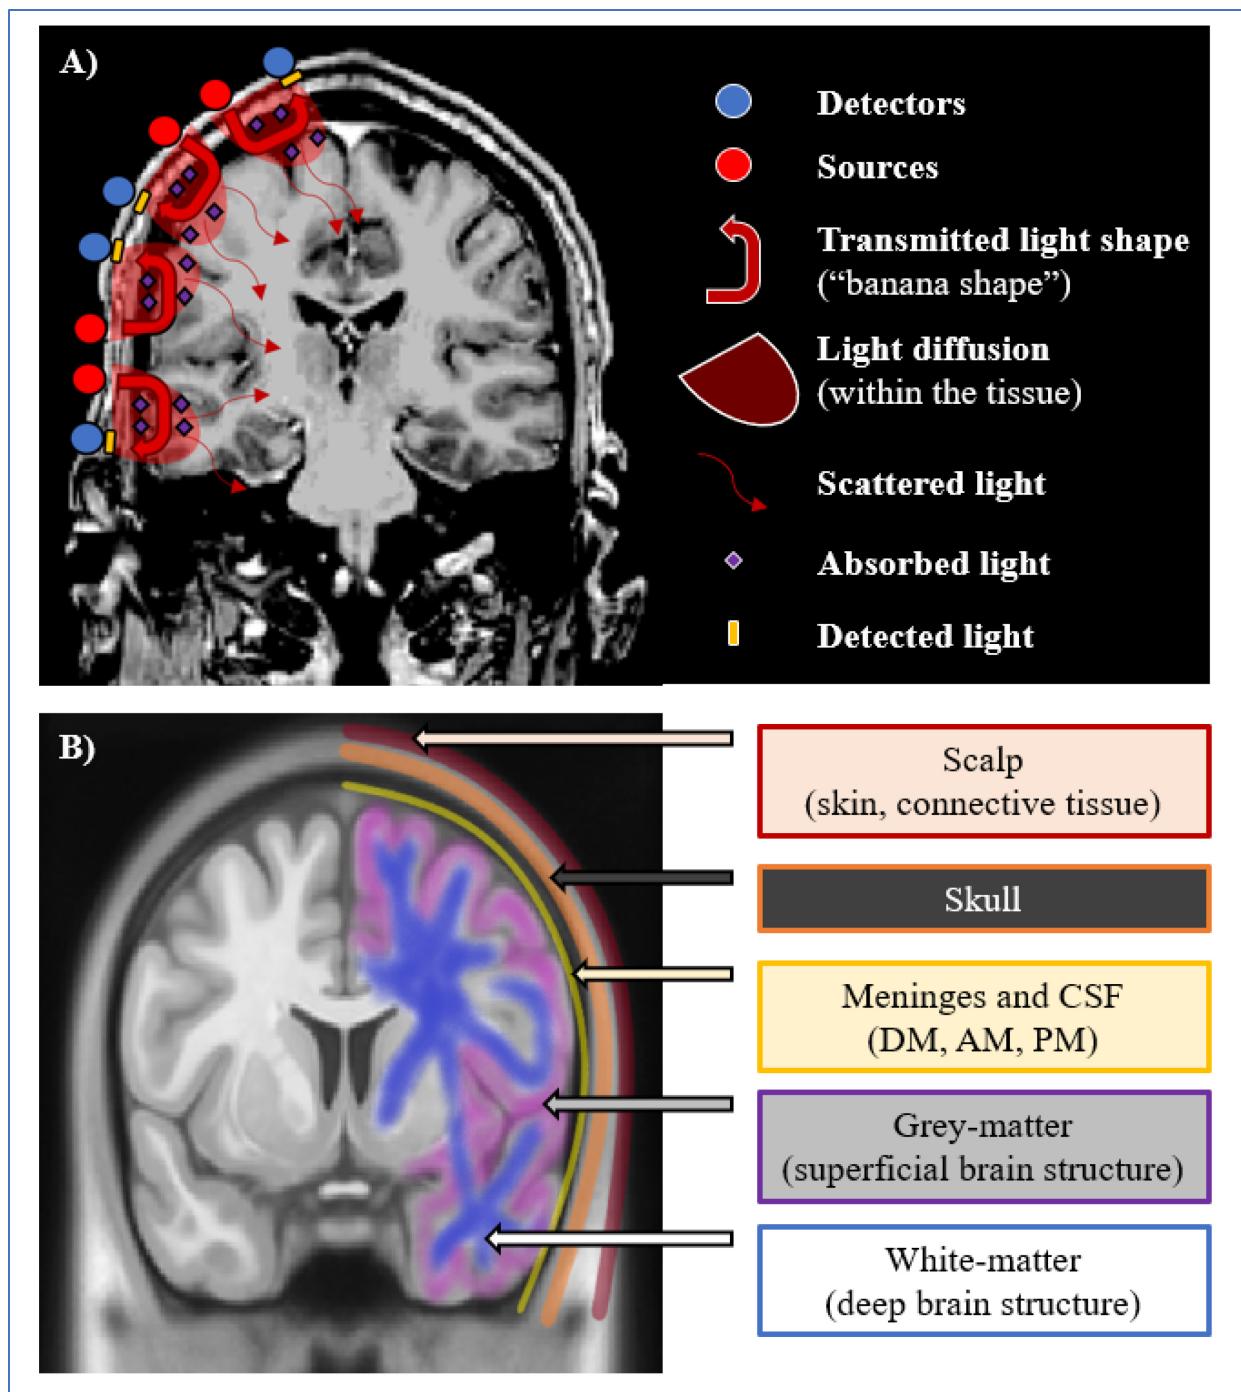 A)
Detectors
Sources
Transmitted light shape
(“banana shape”)
Light diffusion
(within the tissue)
Scattered light
Absorbed light
Detected light
B)
Scalp
(skin, connective tissue)
Skull
Meninges and CSF
(DM, AM, PM)
Grey-matter
(superficial brain structure)
White-matter
(deep brain structure)